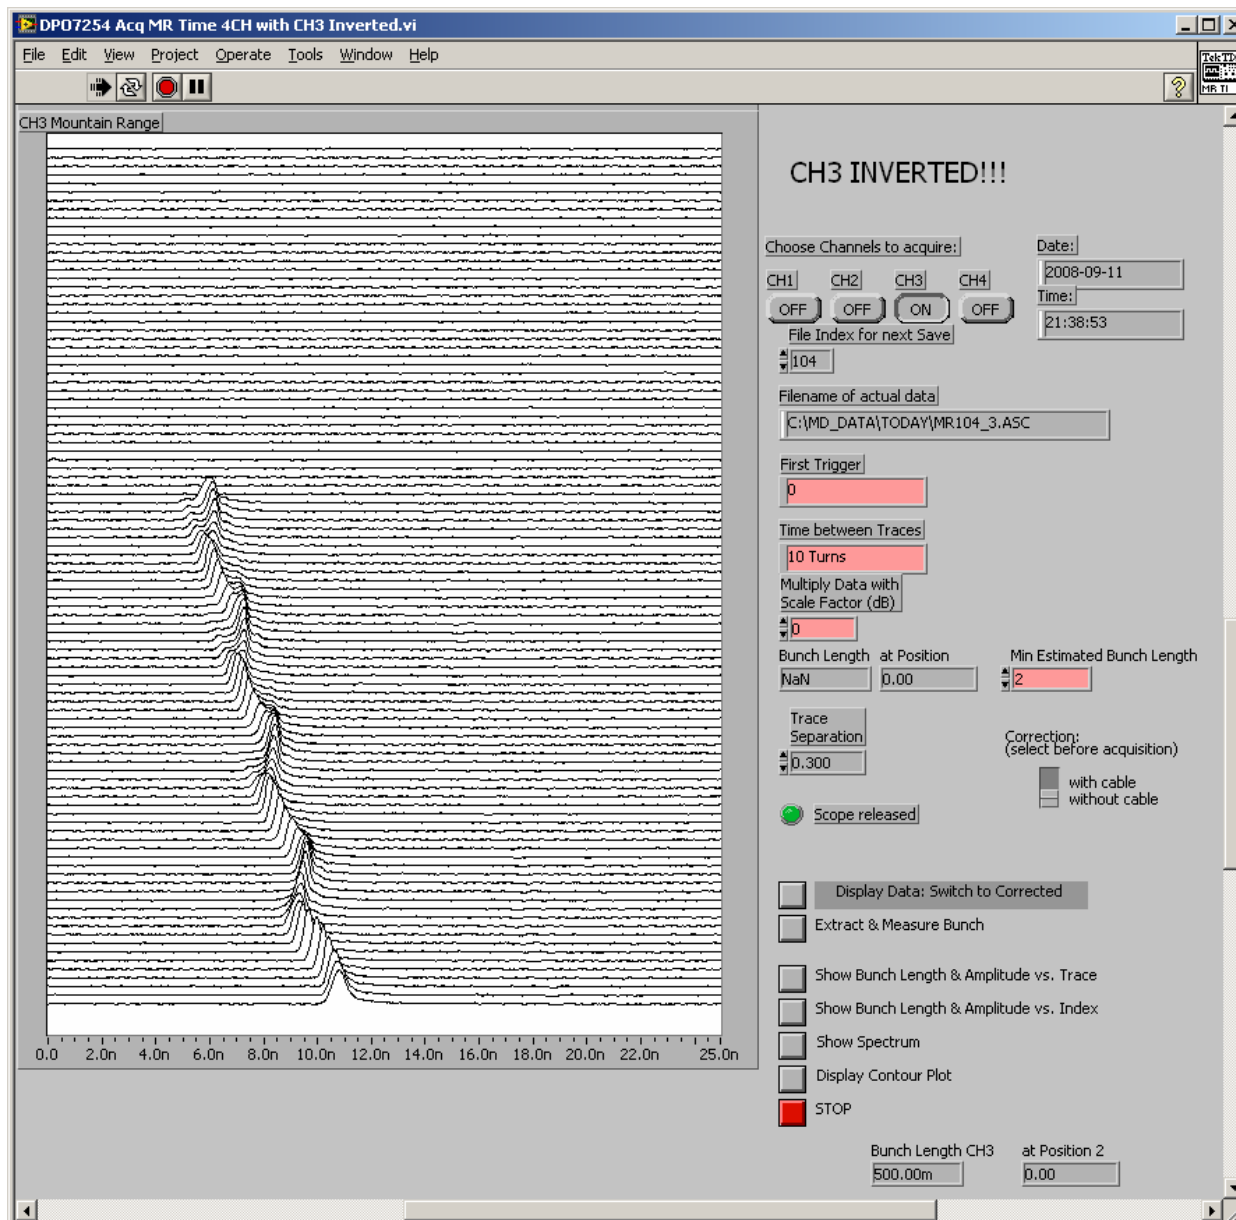 DPO7254 Acq MR Time 4CH with CH3 Inverted.vi
File Edit View Project Operate Tools Window Help
MR TI
CH3 Mountain Range
0.0 2.0n 4.0n 6.0n 8.0n 10.0n 12.0n 14.0n 16.0n 18.0n 20.0n 22.0n 25.0n
CH3 INVERTED!!!
Choose Channels to acquire:
Date:
2008-09-11
CH1 CH2 CH3 CH4
OFF OFF ON OFF
Time:
21:38:53
File Index for next Save
104
Filename of actual data
C:\MD_DATA\TODAY\MR104_3.ASC
First Trigger
0
Time between Traces
10 Turns
Multiply Data with
Scale Factor (dB)
0
Bunch Length at Position Min Estimated Bunch Length
NaN 0.00 2
Trace
Separation
0.300
Correction:
(select before acquisition)
with cable
without cable
Scope released
Display Data: Switch to Corrected
Extract & Measure Bunch
Show Bunch Length & Amplitude vs. Trace
Show Bunch Length & Amplitude vs. Index
Show Spectrum
Display Contour Plot
STOP
Bunch Length CH3 at Position 2
500.00m 0.00